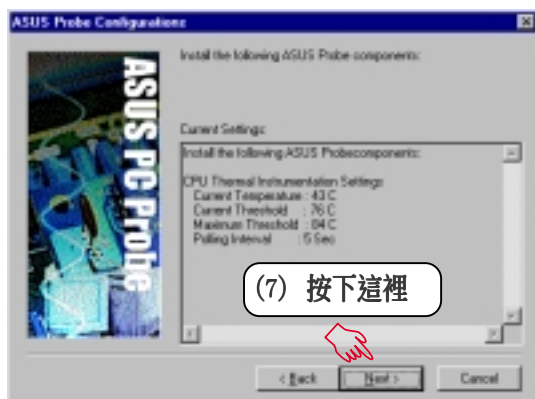 ASUS Probe Configurations
Install the following ASUS Probe components:
ASUS PC Probe
Current Settings:
Install the following ASUS Probecomponents:
CPU Thermal Instrumentation Settings
Current Temperature : 43 C
Current Threshold : 76 C
Maximum Threshold : 84 C
Polling Interval : 5 Sec
(7) 按下這裡
< Back
Next >
Cancel